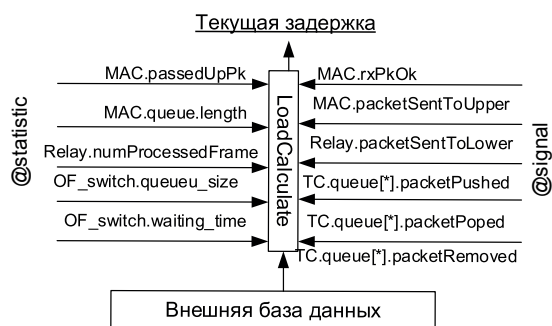 Текущая задержка
@statistic
MAC.passedUpPk
MAC.queue.length
Relay.numProcessedFrame
OF_switch.queueu_size
OF_switch.waiting_time
LoadCalculate
MAC.rxPkOk
MAC.packetSentToUpper
Relay.packetSentToLower
TC.queue[*].packetPushed
TC.queue[*].packetPoped
TC.queue[*].packetRemoved
@signal
Внешняя база данных